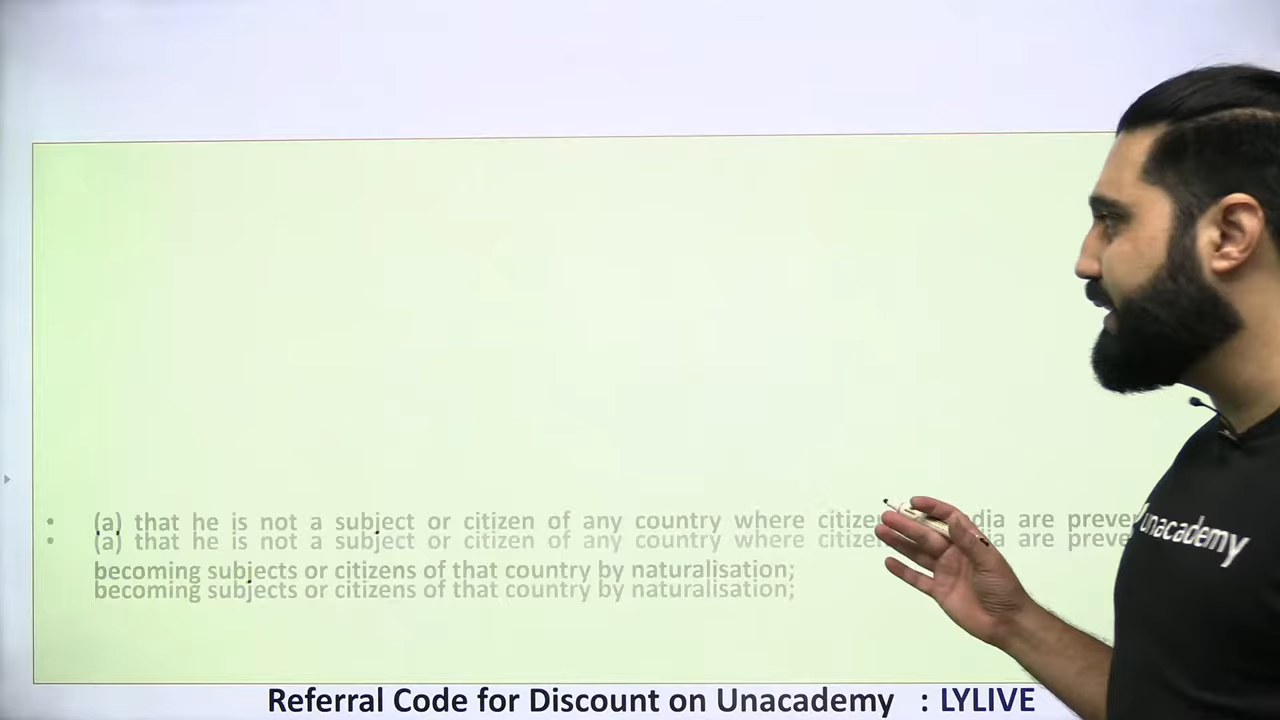 • (a) that he is not a subject or citizen of any country where are
• (a) that he is not a subject or citizen of any country where are
becoming subjects or citizens of that country by naturalisation;
becoming subjects or citizens of that country by naturalisation;
unacademy
Referral Code for Discount on Unacademy : LYLIVE